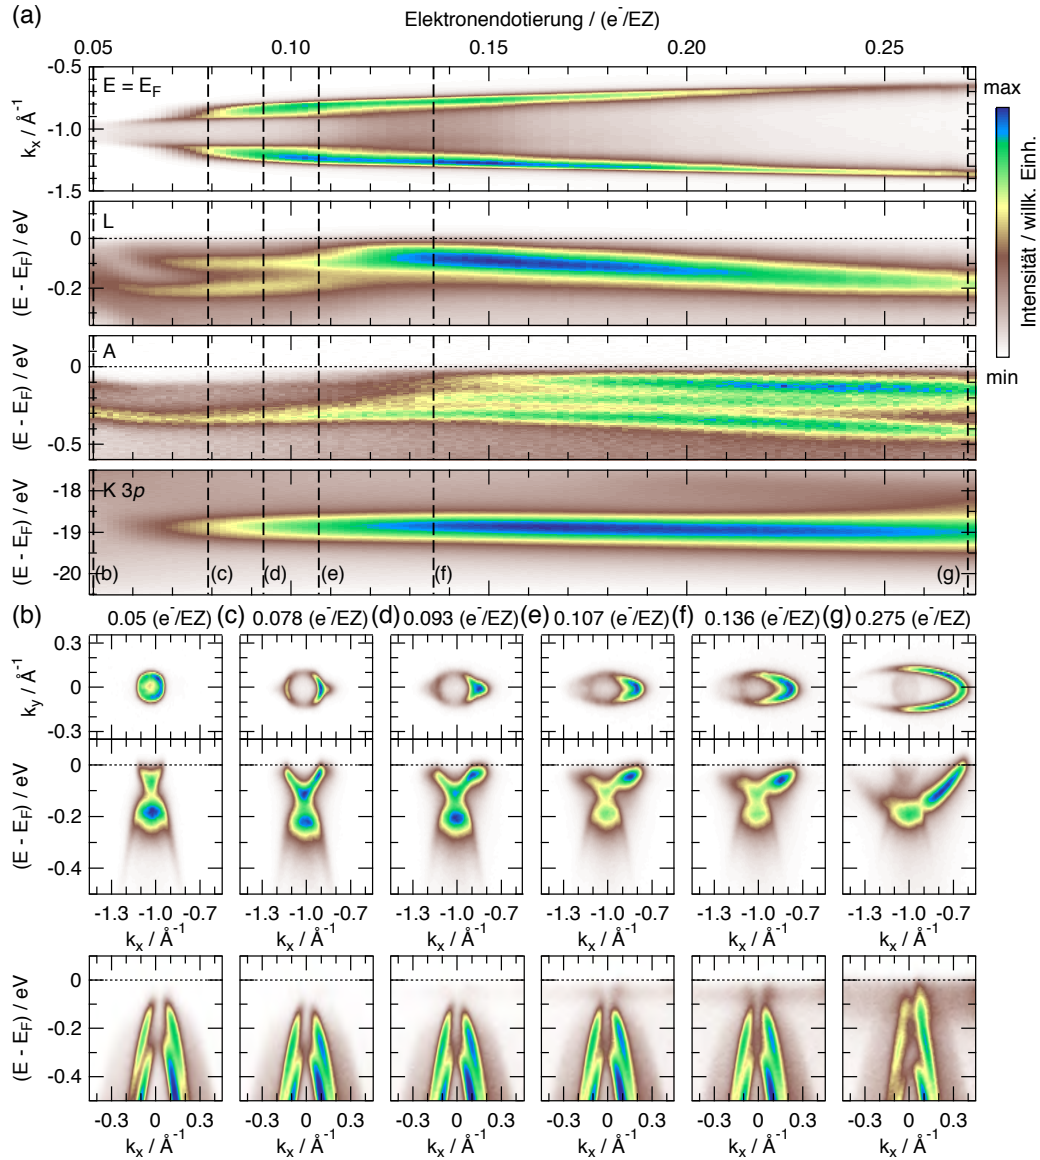 (a)
Elektronendotierung / (e⁻/EZ)
0.05 0.10 0.15 0.20 0.25
E = E_F
k_x / Å⁻¹
-0.5
-1.0
-1.5
L
(E - E_F) / eV
0
-0.2
A
(E - E_F) / eV
0
-0.5
K 3p
(E - E_F) / eV
-18
-19
-20
(b) (c) (d) (e) (f) (g)
max
Intensität / willk. Einh.
min
(b) 0.05 (e⁻/EZ) (c) 0.078 (e⁻/EZ) (d) 0.093 (e⁻/EZ) (e) 0.107 (e⁻/EZ) (f) 0.136 (e⁻/EZ) (g) 0.275 (e⁻/EZ)
k_y / Å⁻¹
0.3
0
-0.3
(E - E_F) / eV
0
-0.2
-0.4
-1.3 -1.0 -0.7 -1.3 -1.0 -0.7 -1.3 -1.0 -0.7 -1.3 -1.0 -0.7 -1.3 -1.0 -0.7 -1.3 -1.0 -0.7
k_x / Å⁻¹ k_x / Å⁻¹ k_x / Å⁻¹ k_x / Å⁻¹ k_x / Å⁻¹ k_x / Å⁻¹
(E - E_F) / eV
0
-0.2
-0.4
-0.3 0 0.3 -0.3 0 0.3 -0.3 0 0.3 -0.3 0 0.3 -0.3 0 0.3 -0.3 0 0.3
k_x / Å⁻¹ k_x / Å⁻¹ k_x / Å⁻¹ k_x / Å⁻¹ k_x / Å⁻¹ k_x / Å⁻¹